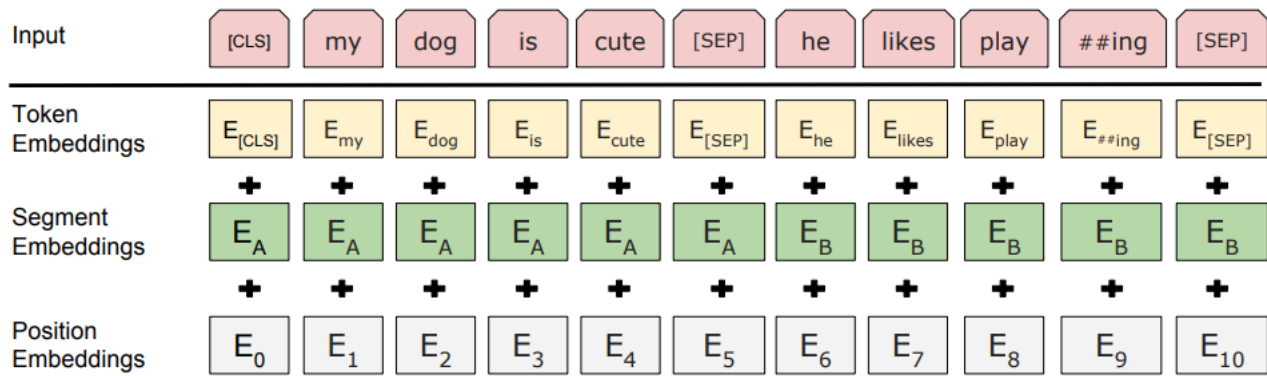 Input [CLS] my dog is cute [SEP] he likes play ##ing [SEP]
Token
Embeddings E[CLS] Emy Edog Eis Ecute E[SEP] Ehe Elikes Eplay E##ing E[SEP]
+ + + + + + + + + + +
Segment
Embeddings EA EA EA EA EA EA EB EB EB EB EB
+ + + + + + + + + + +
Position
Embeddings E0 E1 E2 E3 E4 E5 E6 E7 E8 E9 E10